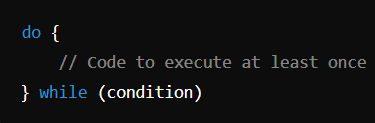 do {
    // Code to execute at least once
} while (condition)